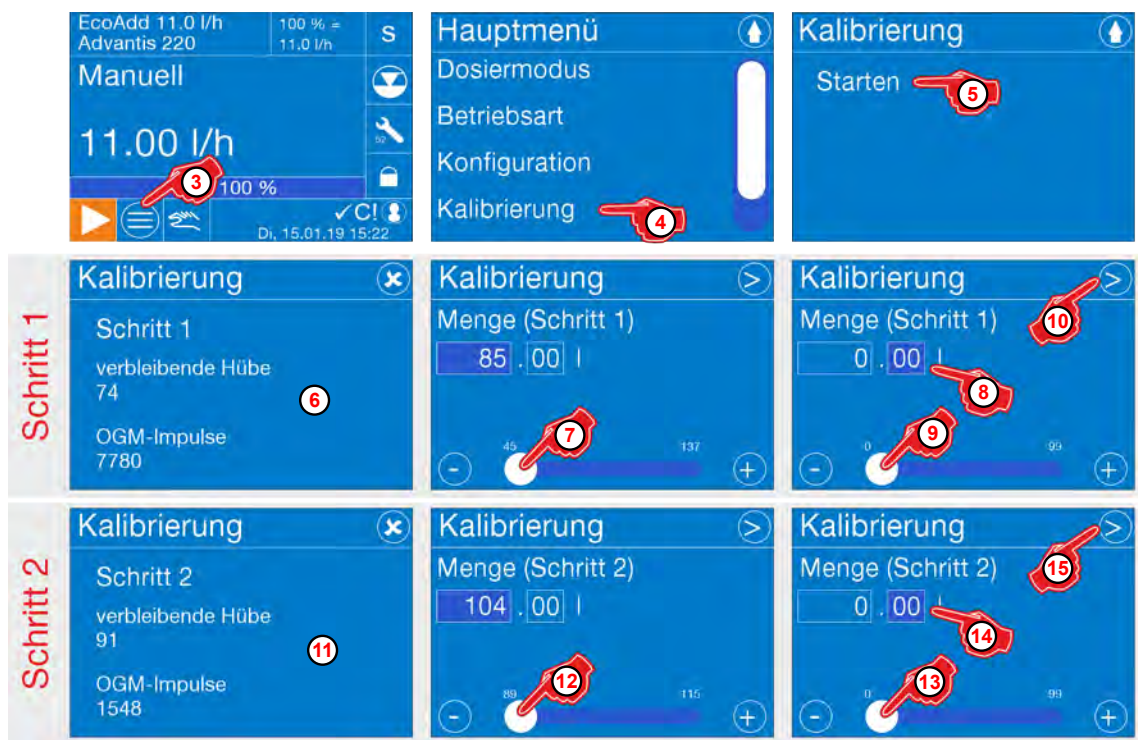 EcoAdd 11.0 l/h
Advantis 220
100 % =
11.0 l/h
S
Manuell
52
11.00 l/h
100 %
3
✓C!
Di, 15.01.19 15:22
Hauptmenü
Dosiermodus
Betriebsart
Konfiguration
Kalibrierung
4
Kalibrierung
Starten
5
Schritt 1
Kalibrierung
Schritt 1
verbleibende Hübe
74
6
OGM-Impulse
7780
Kalibrierung
>
Menge (Schritt 1)
85 . 00 l
7
45
137
-
+
Kalibrierung
>
10
Menge (Schritt 1)
0 . 00 l
8
9
0
99
-
+
Schritt 2
Kalibrierung
Schritt 2
verbleibende Hübe
91
11
OGM-Impulse
1548
Kalibrierung
>
Menge (Schritt 2)
104 . 00 l
12
89
115
-
+
Kalibrierung
>
15
Menge (Schritt 2)
0 . 00 l
14
13
0
99
-
+